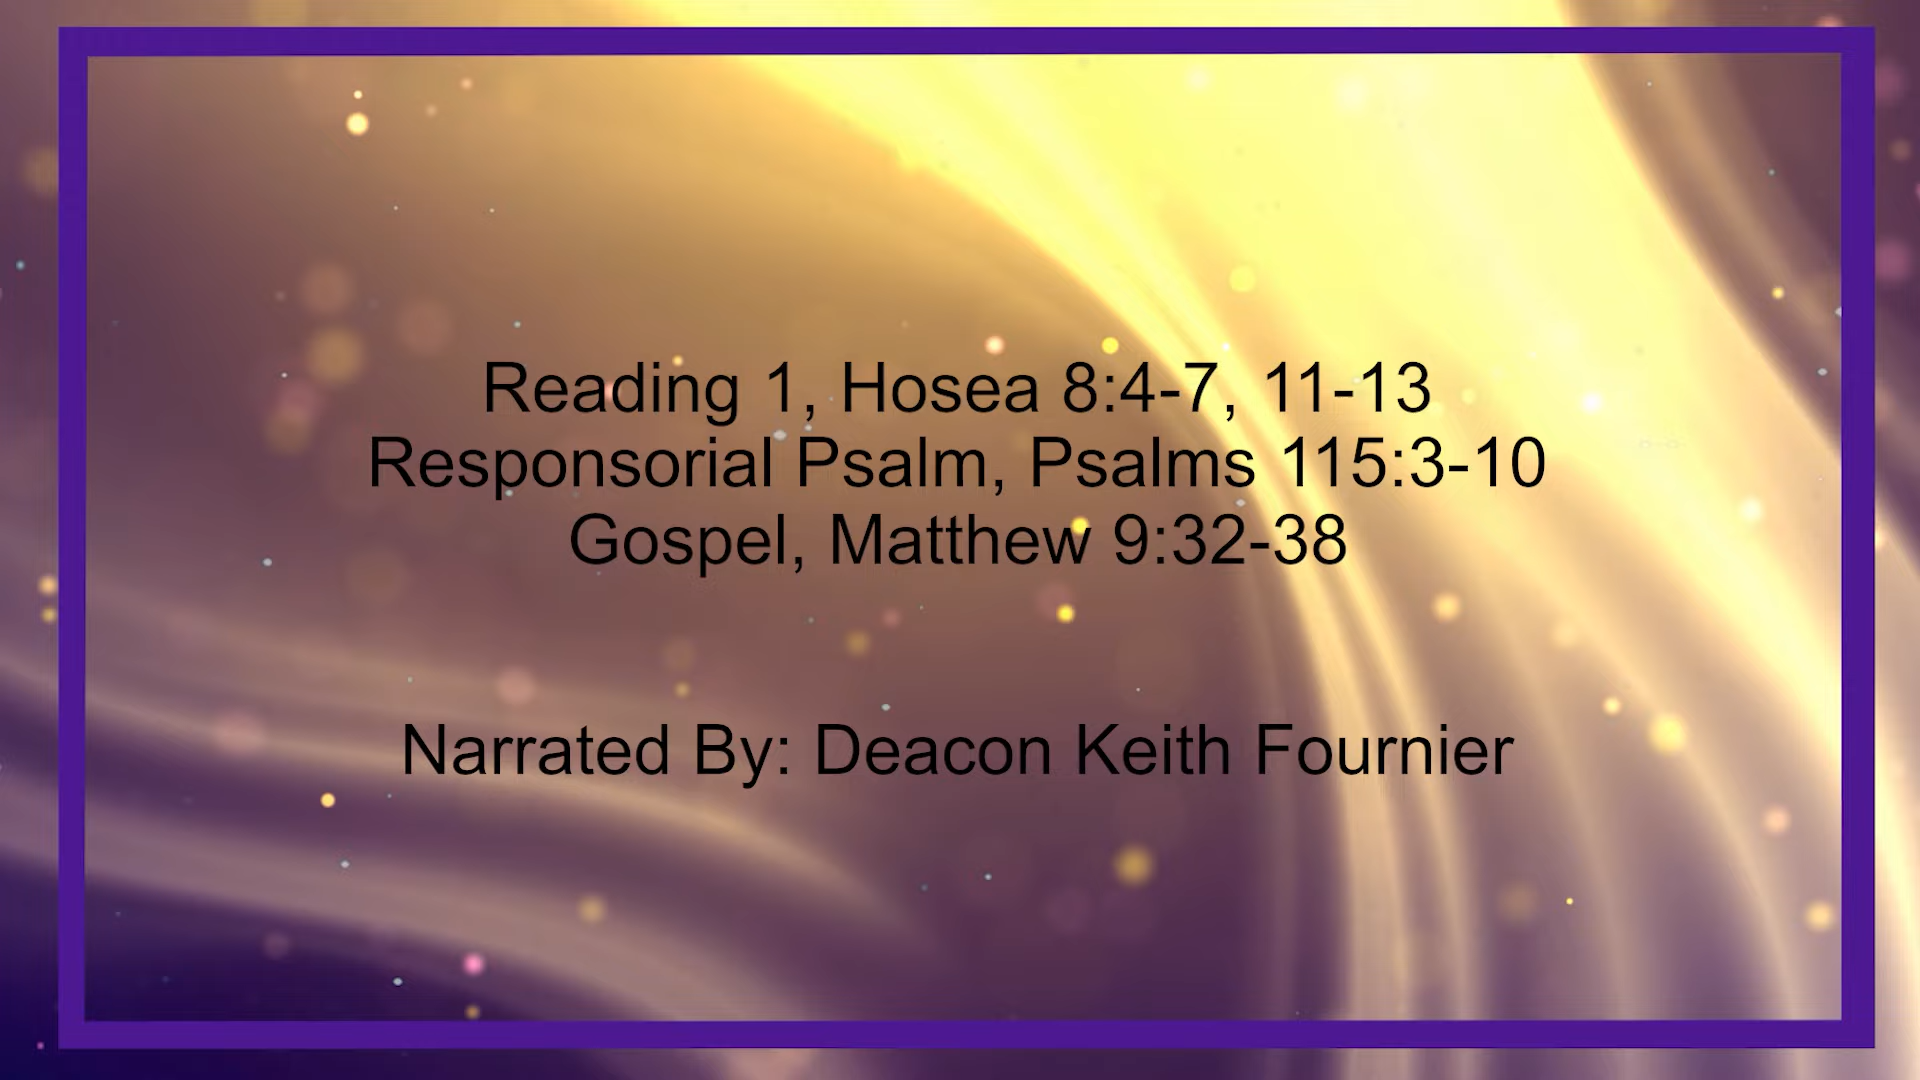 Reading 1, Hosea 8:4-7, 11-13
Responsorial Psalm, Psalms 115:3-10
Gospel, Matthew 9:32-38
Narrated By: Deacon Keith Fournier